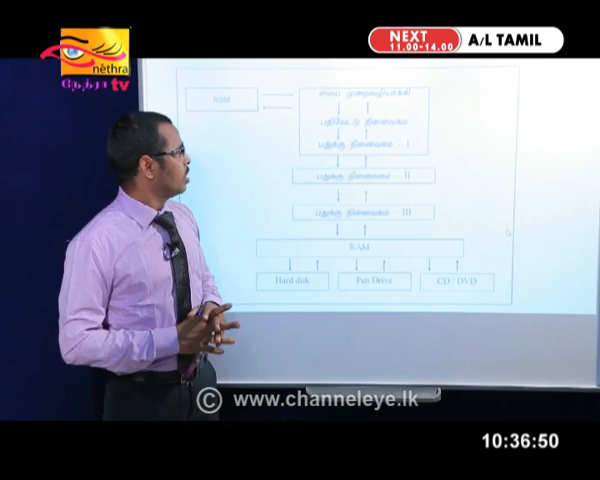 NEXT
11.00-14.00
A/L TAMIL
nēthra
நேத்ரா tv
ROM
மைய முறைவழியாக்கி
பதிவேட்டு நினைவகம்
பதுக்கு நினைவகம் - I
பதுக்கு நினைவகம் - II
பதுக்கு நினைவகம் - III
RAM
Hard disk
Pen Drive
CD / DVD
© www.channeleye.lk
10:36:50